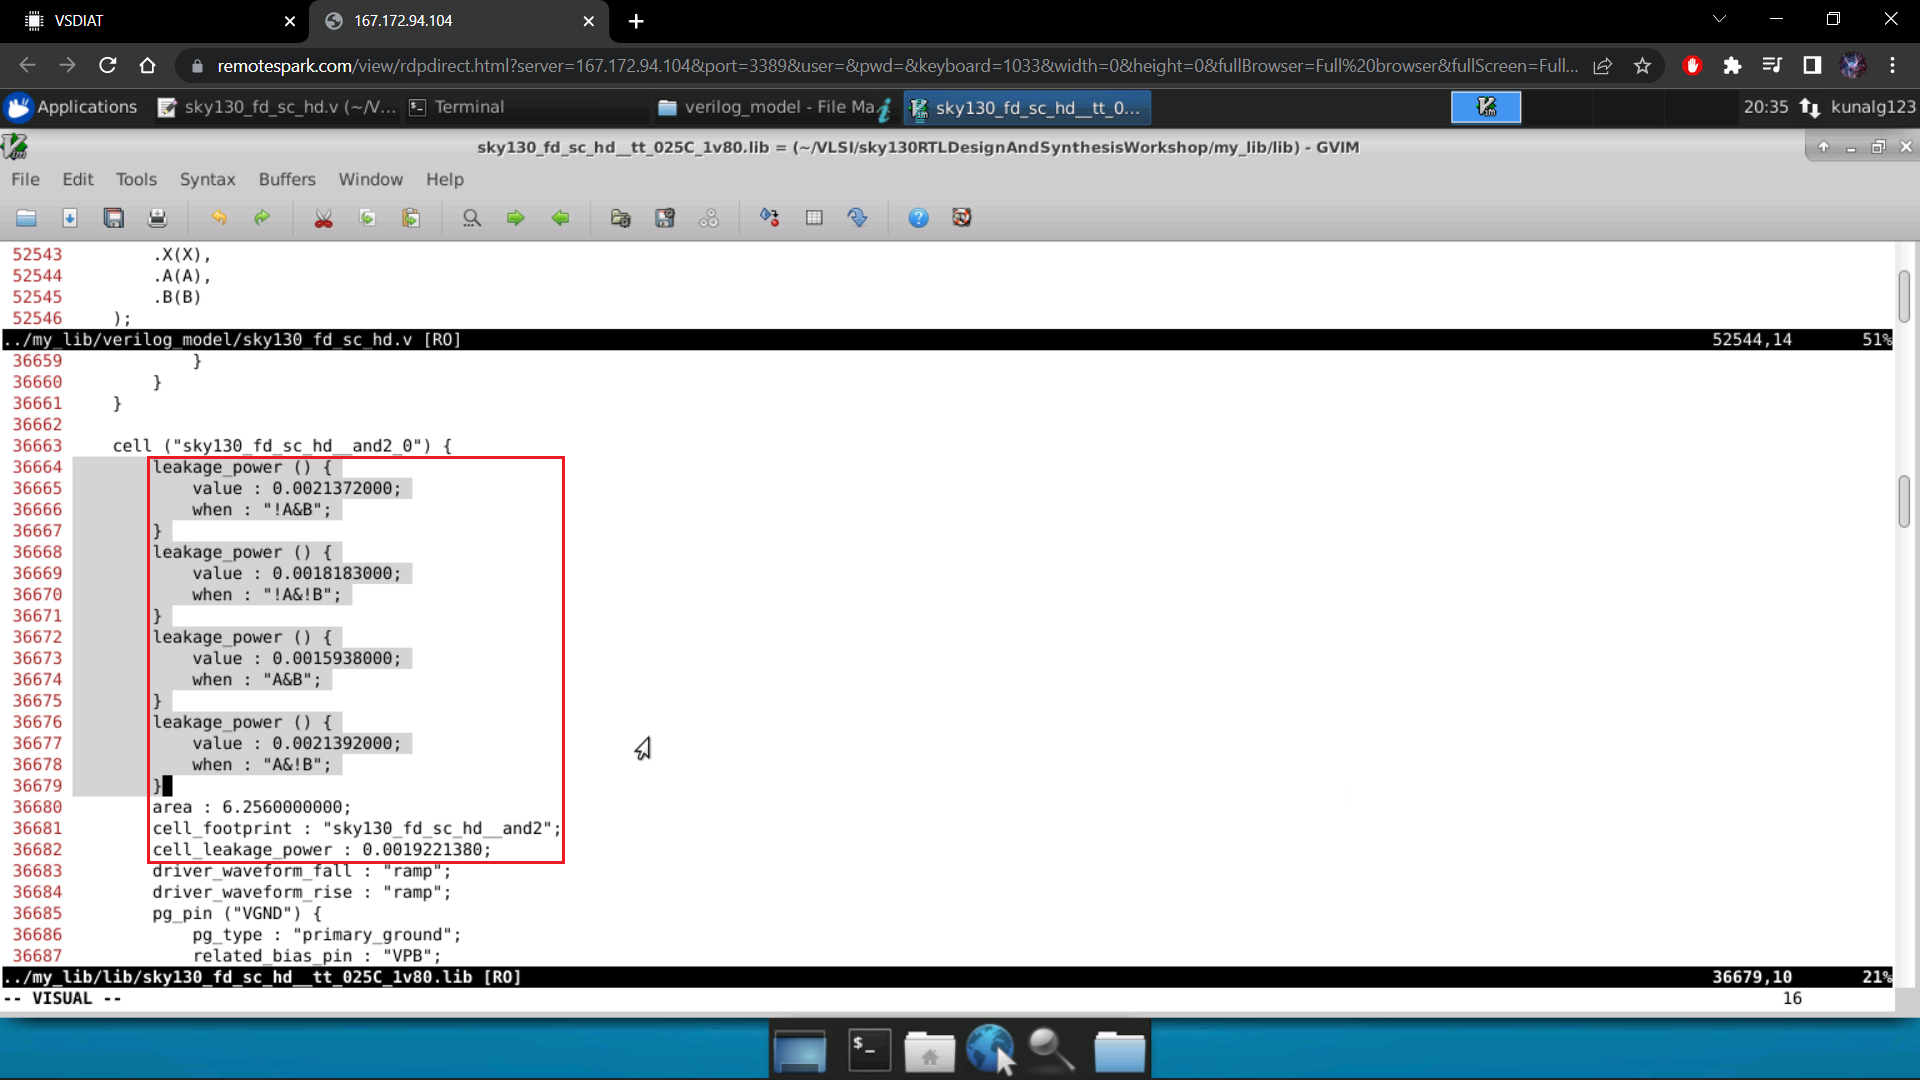 VSDIAT
167.172.94.104
remotespark.com/view/rdpdirect.html?server=167.172.94.104&port=3389&user=&pwd=&keyboard=1033&width=0&height=0&fullBrowser=Full%20browser&fullScreen=Full...
Applications
sky130_fd_sc_hd.v (~/V...
Terminal
verilog_model - File Ma
sky130_fd_sc_hd__tt_0...
20:35
kunalg123
sky130_fd_sc_hd__tt_025C_1v80.lib = (~/VLSI/sky130RTLDesignAndSynthesisWorkshop/my_lib/lib) - GVIM
File Edit Tools Syntax Buffers Window Help
52543 .X(X),
52544 .A(A),
52545 .B(B)
52546 );
../my_lib/verilog_model/sky130_fd_sc_hd.v [RO] 52544,14 51%
36659 }
36660 }
36661 }
36662
36663 cell ("sky130_fd_sc_hd__and2_0") {
36664 leakage_power () {
36665 value : 0.0021372000;
36666 when : "!A&B";
36667 }
36668 leakage_power () {
36669 value : 0.0018183000;
36670 when : "!A&!B";
36671 }
36672 leakage_power () {
36673 value : 0.0015938000;
36674 when : "A&B";
36675 }
36676 leakage_power () {
36677 value : 0.0021392000;
36678 when : "A&!B";
36679 }
36680 area : 6.2560000000;
36681 cell_footprint : "sky130_fd_sc_hd__and2";
36682 cell_leakage_power : 0.0019221380;
36683 driver_waveform_fall : "ramp";
36684 driver_waveform_rise : "ramp";
36685 pg_pin ("VGND") {
36686 pg_type : "primary_ground";
36687 related_bias_pin : "VPB";
../my_lib/lib/sky130_fd_sc_hd__tt_025C_1v80.lib [RO] 36679,10 21%
-- VISUAL -- 16